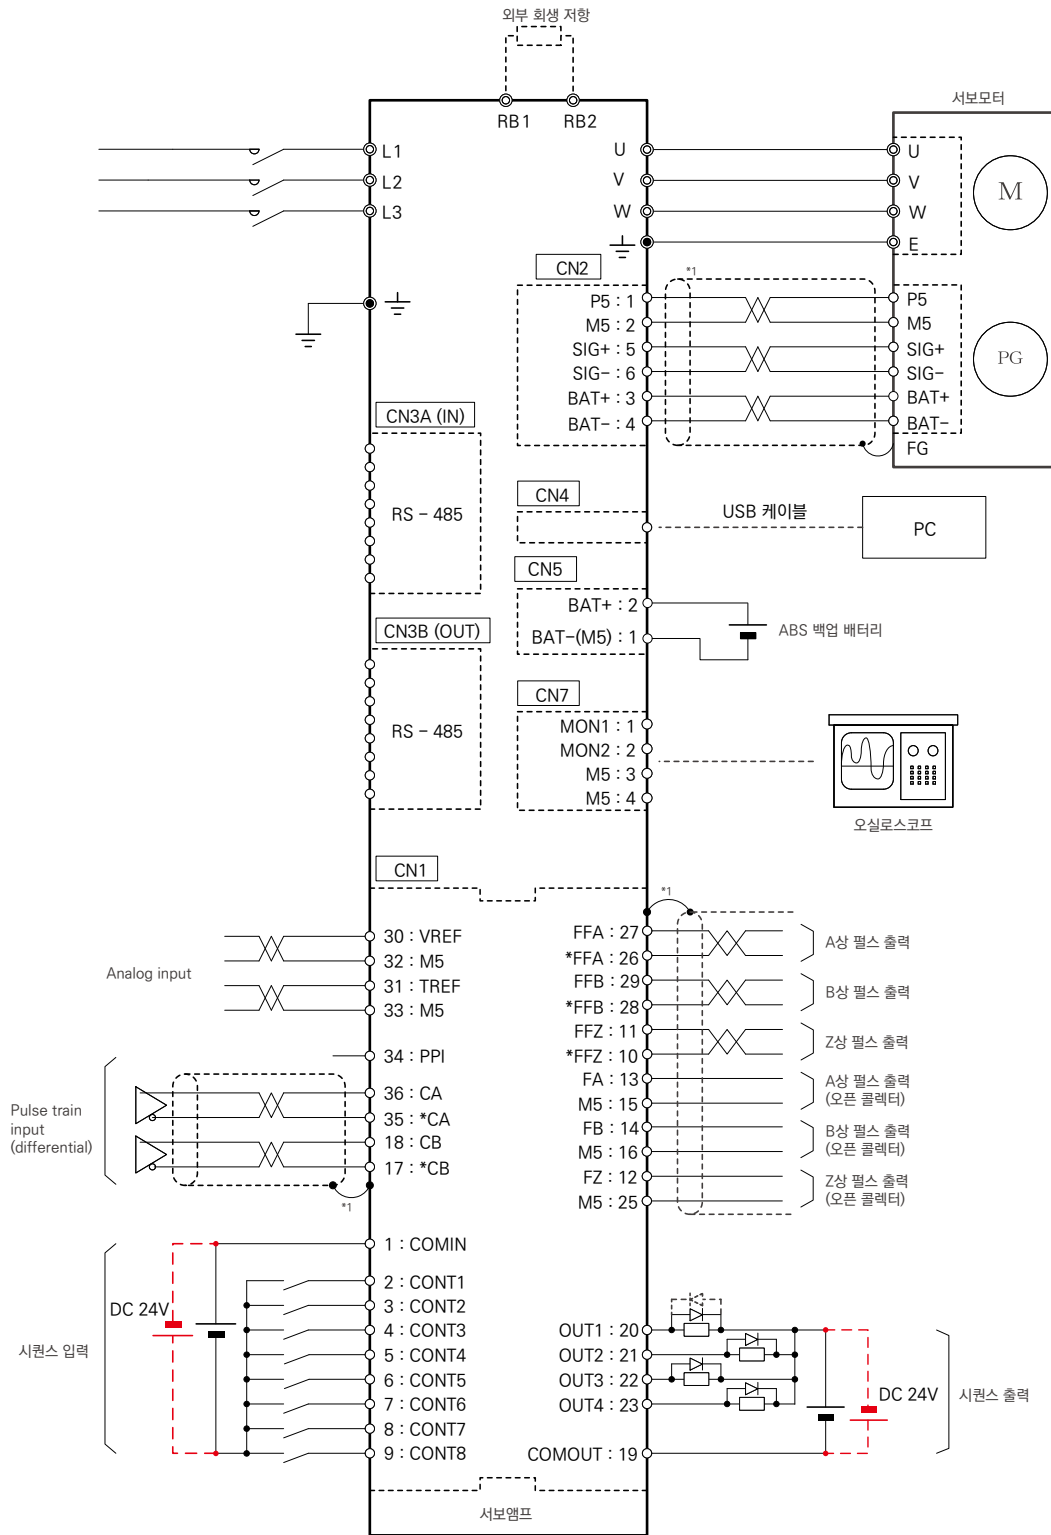 외부 회생 저항
RB1
RB2
서보모터
L1
L2
L3
U
V
W
U
V
W
E
M
CN2
*1
P5 : 1
M5 : 2
SIG+ : 5
SIG− : 6
BAT+ : 3
BAT− : 4
P5
M5
SIG+
SIG−
BAT+
BAT−
FG
PG
CN3A (IN)
RS − 485
CN4
USB 케이블
PC
CN5
BAT+ : 2
BAT−(M5) : 1
ABS 백업 배터리
CN3B (OUT)
RS − 485
CN7
MON1 : 1
MON2 : 2
M5 : 3
M5 : 4
오실로스코프
CN1
*1
Analog input
30 : VREF
32 : M5
31 : TREF
33 : M5
34 : PPI
Pulse train
input
(differential)
36 : CA
35 : *CA
18 : CB
17 : *CB
*1
FFA : 27
*FFA : 26
FFB : 29
*FFB : 28
FFZ : 11
*FFZ : 10
FA : 13
M5 : 15
FB : 14
M5 : 16
FZ : 12
M5 : 25
A상 펄스 출력
B상 펄스 출력
Z상 펄스 출력
A상 펄스 출력
(오픈 콜렉터)
B상 펄스 출력
(오픈 콜렉터)
Z상 펄스 출력
(오픈 콜렉터)
시퀀스 입력
DC 24V
1 : COMIN
2 : CONT1
3 : CONT2
4 : CONT3
5 : CONT4
6 : CONT5
7 : CONT6
8 : CONT7
9 : CONT8
OUT1 : 20
OUT2 : 21
OUT3 : 22
OUT4 : 23
COMOUT : 19
DC 24V
시퀀스 출력
서보앰프